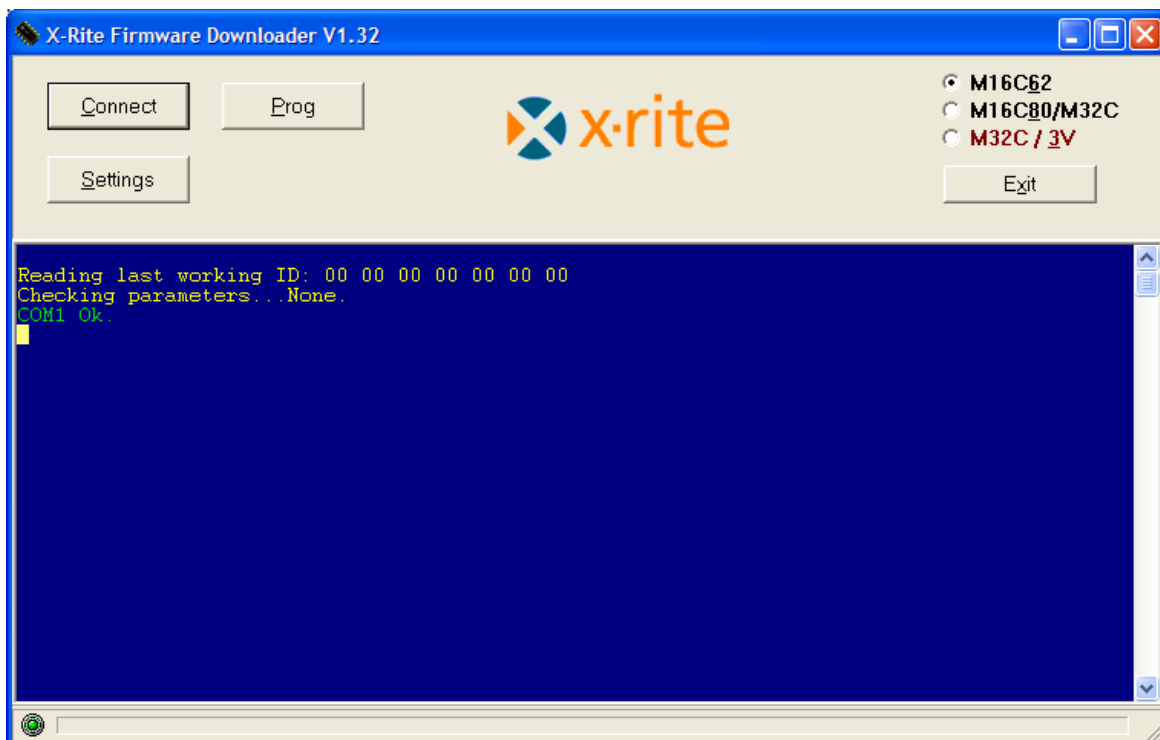 X-Rite Firmware Downloader V1.32
Connect
Prog
Settings
x·rite
M16C62
M16C80/M32C
M32C / 3V
Exit
Reading last working ID: 00 00 00 00 00 00 00
Checking parameters...None.
COM1 Ok.